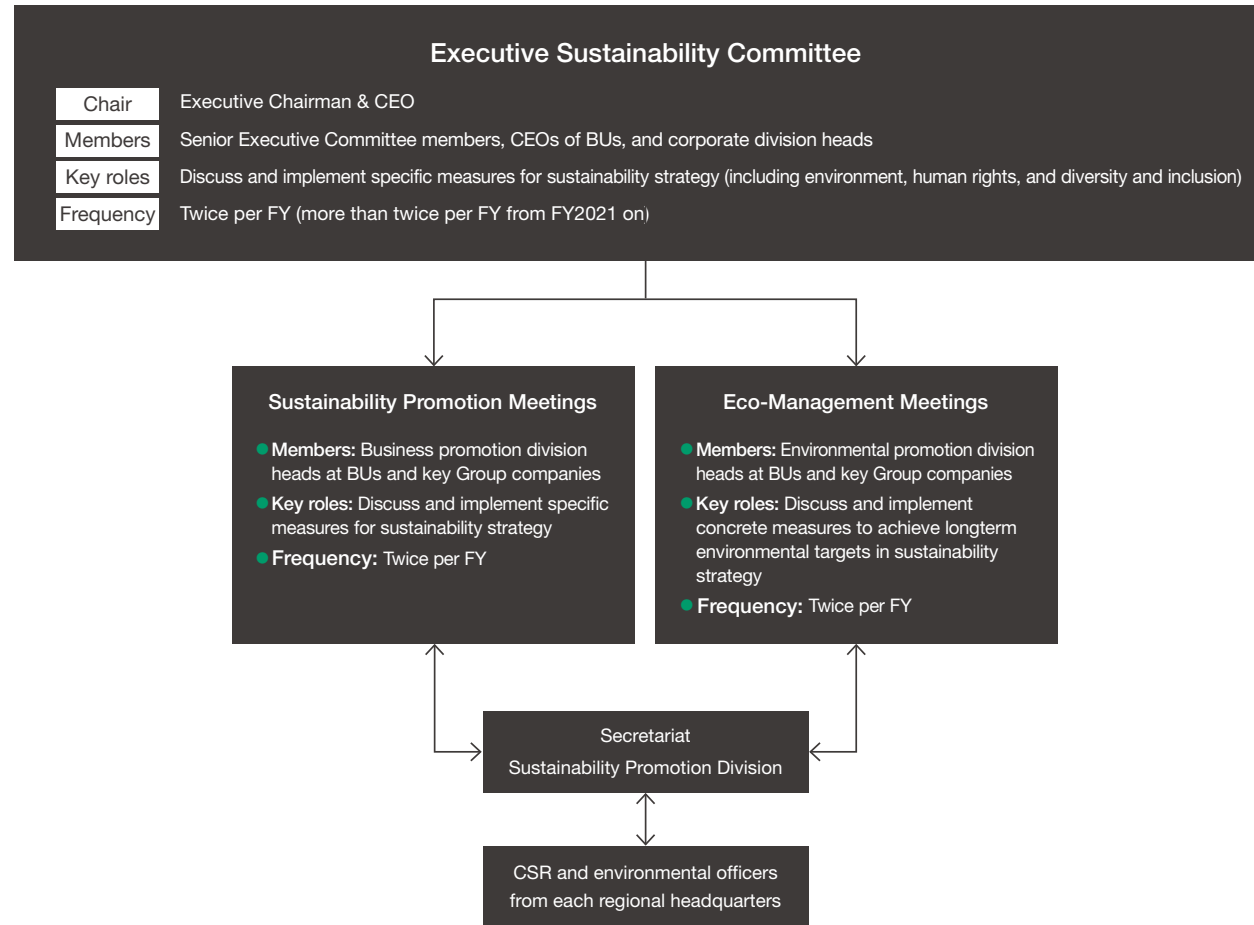 Executive Sustainability Committee
Chair Executive Chairman & CEO
Members Senior Executive Committee members, CEOs of BUs, and corporate division heads
Key roles Discuss and implement specific measures for sustainability strategy (including environment, human rights, and diversity and inclusion)
Frequency Twice per FY (more than twice per FY from FY2021 on)
Sustainability Promotion Meetings
Members: Business promotion division
heads at BUs and key Group companies
Key roles: Discuss and implement specific
measures for sustainability strategy
Frequency: Twice per FY
Eco-Management Meetings
Members: Environmental promotion division
heads at BUs and key Group companies
Key roles: Discuss and implement
concrete measures to achieve longterm
environmental targets in sustainability
strategy
Frequency: Twice per FY
Secretariat
Sustainability Promotion Division
CSR and environmental officers
from each regional headquarters